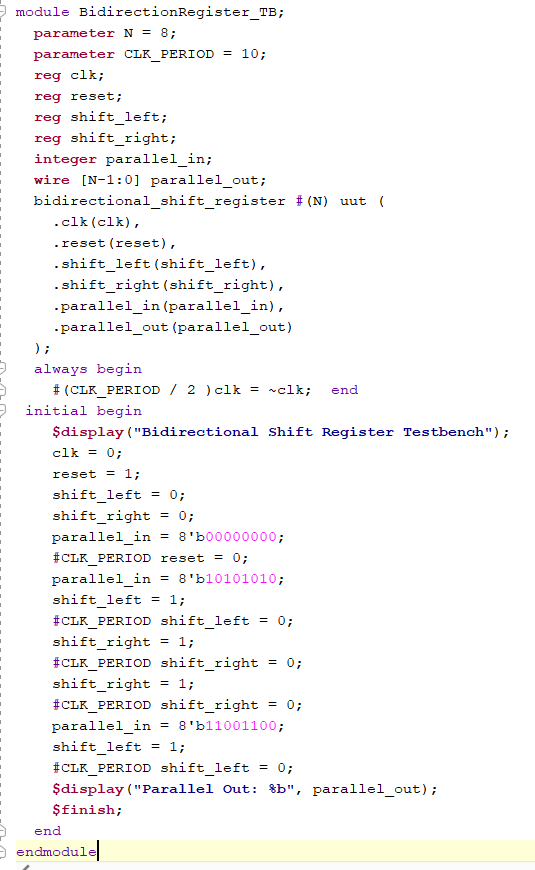 module BidirectionRegister_TB;
parameter N = 8;
parameter CLK_PERIOD = 10;
reg clk;
reg reset;
reg shift_left;
reg shift_right;
integer parallel_in;
wire [N-1:0] parallel_out;
bidirectional_shift_register #(N) uut (
.clk(clk),
.reset(reset),
.shift_left(shift_left),
.shift_right(shift_right),
.parallel_in(parallel_in),
.parallel_out(parallel_out)
);
always begin
#(CLK_PERIOD / 2 )clk = ~clk;  end
initial begin
$display("Bidirectional Shift Register Testbench");
clk = 0;
reset = 1;
shift_left = 0;
shift_right = 0;
parallel_in = 8'b00000000;
#CLK_PERIOD reset = 0;
parallel_in = 8'b10101010;
shift_left = 1;
#CLK_PERIOD shift_left = 0;
shift_right = 1;
#CLK_PERIOD shift_right = 0;
shift_right = 1;
#CLK_PERIOD shift_right = 0;
parallel_in = 8'b11001100;
shift_left = 1;
#CLK_PERIOD shift_left = 0;
$display("Parallel Out: %b", parallel_out);
$finish;
end
endmodule